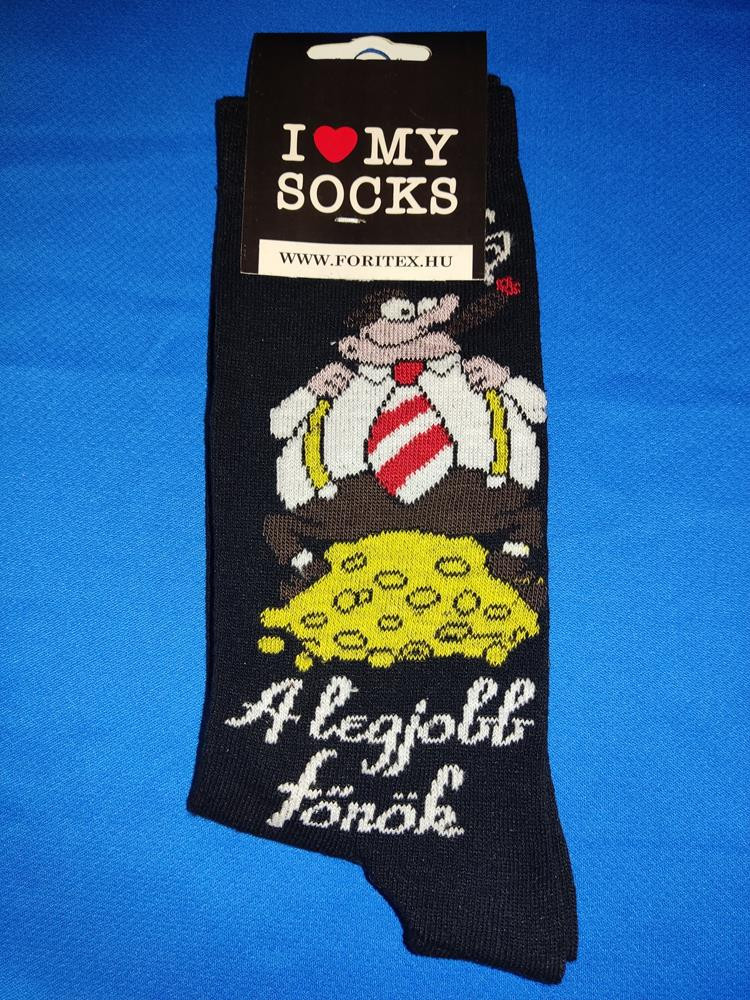 I ❤ MY
SOCKS
WWW.FORITEX.HU
A legjobb
főnök